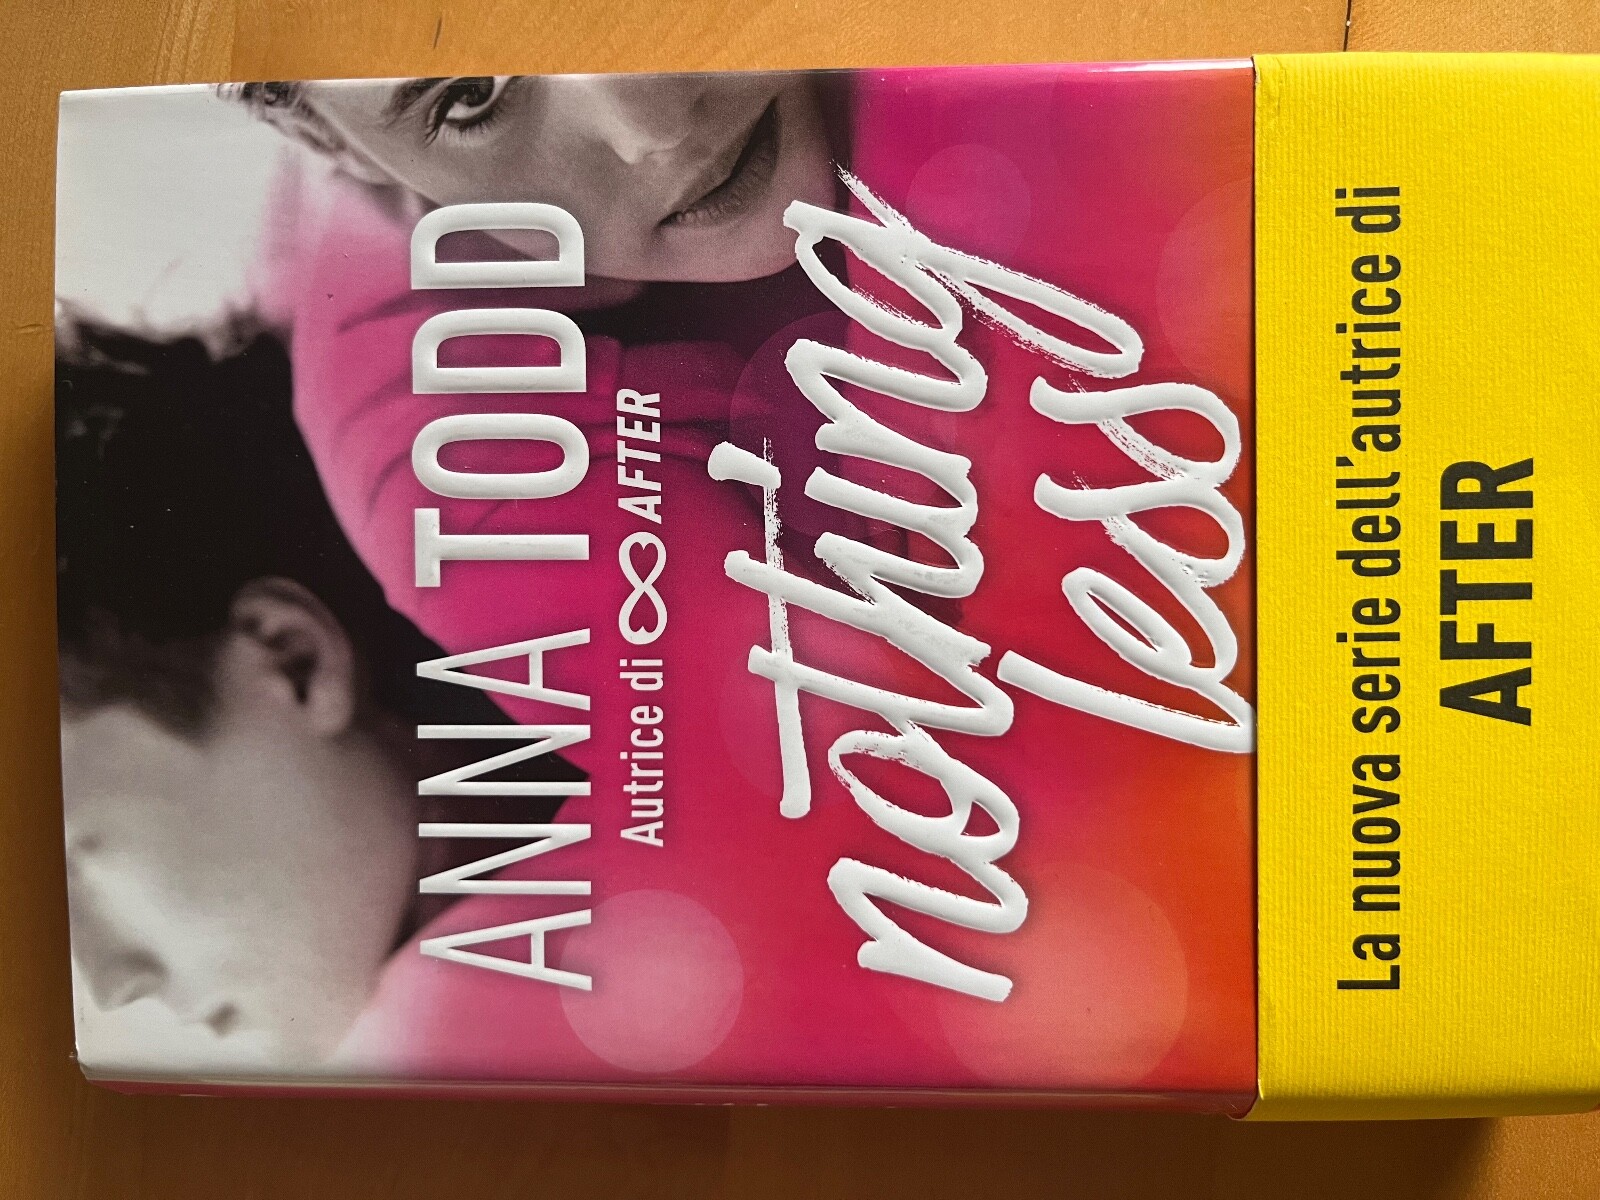 ANNA TODD
Autrice di AFTER
nothing
less
La nuova serie dell'autrice di
AFTER